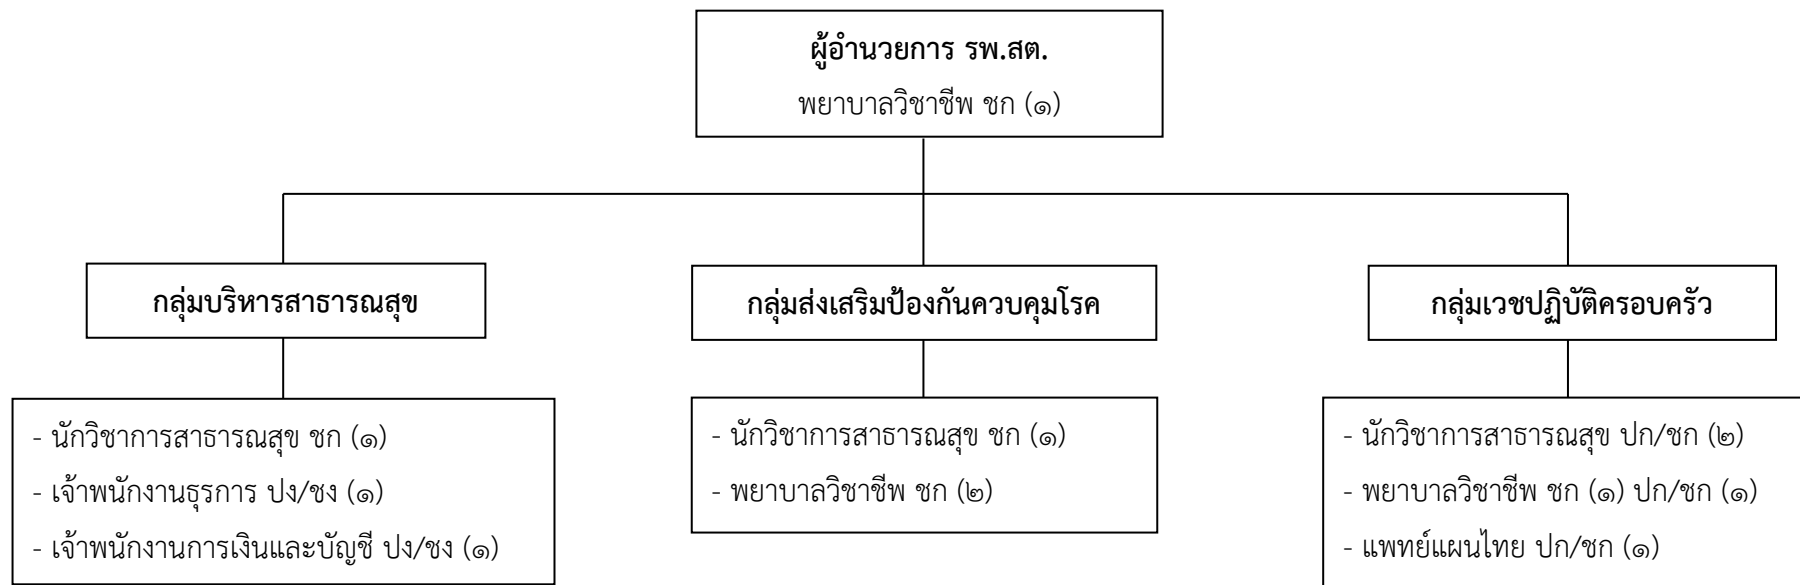 ผู้อำนวยการ รพ.สต.
พยาบาลวิชาชีพ ชก (๑)
กลุ่มบริหารสาธารณสุข
กลุ่มส่งเสริมป้องกันควบคุมโรค
กลุ่มเวชปฏิบัติครอบครัว
- นักวิชาการสาธารณสุข ชก (๑)
- เจ้าพนักงานธุรการ ปง/ชง (๑)
- เจ้าพนักงานการเงินและบัญชี ปง/ชง (๑)
- นักวิชาการสาธารณสุข ชก (๑)
- พยาบาลวิชาชีพ ชก (๒)
- นักวิชาการสาธารณสุข ปก/ชก (๒)
- พยาบาลวิชาชีพ ชก (๑) ปก/ชก (๑)
- แพทย์แผนไทย ปก/ชก (๑)